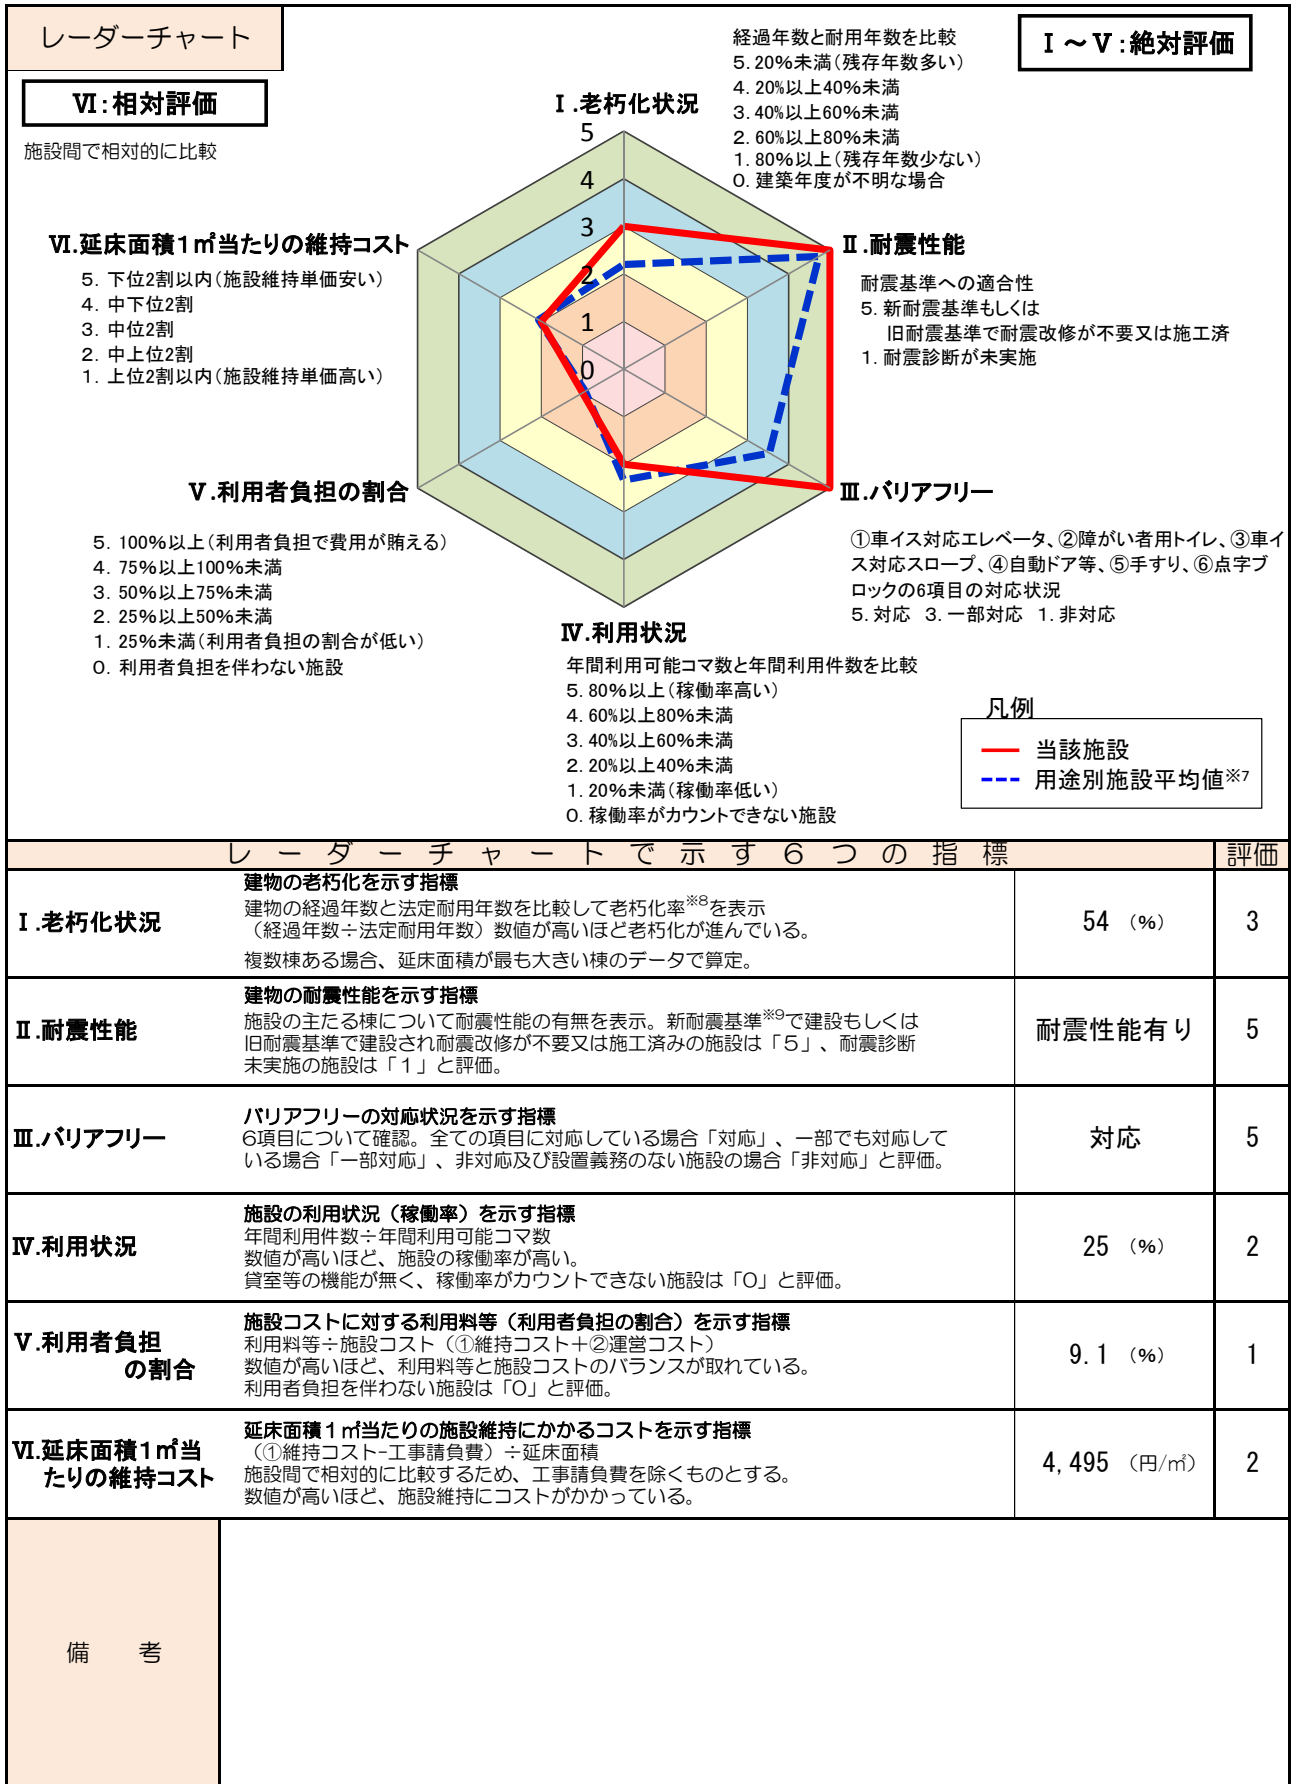 レーダーチャート
Ⅵ:相対評価
施設間で相対的に比較
Ⅰ～Ⅴ:絶対評価
経過年数と耐用年数を比較
5.20%未満(残存年数多い)
4.20%以上40%未満
3.40%以上60%未満
2.60%以上80%未満
1.80%以上(残存年数少ない)
0.建築年度が不明な場合
Ⅰ.老朽化状況
5
4
3
2
1
0
Ⅵ.延床面積1㎡当たりの維持コスト
5. 下位2割以内(施設維持単価安い)
4. 中下位2割
3. 中位2割
2. 中上位2割
1. 上位2割以内(施設維持単価高い)
Ⅱ.耐震性能
耐震基準への適合性
5. 新耐震基準もしくは
旧耐震基準で耐震改修が不要又は施工済
1. 耐震診断が未実施
Ⅴ.利用者負担の割合
5. 100%以上(利用者負担で費用が賄える)
4. 75%以上100%未満
3. 50%以上75%未満
2. 25%以上50%未満
1. 25%未満(利用者負担の割合が低い)
0. 利用者負担を伴わない施設
Ⅲ.バリアフリー
①車イス対応エレベータ、②障がい者用トイレ、③車イ
ス対応スロープ、④自動ドア等、⑤手すり、⑥点字ブ
ロックの6項目の対応状況
5.対応 3.一部対応 1.非対応
Ⅳ.利用状況
年間利用可能コマ数と年間利用件数を比較
5.80%以上(稼働率高い)
4.60%以上80%未満
3.40%以上60%未満
2.20%以上40%未満
1.20%未満(稼働率低い)
0.稼働率がカウントできない施設
凡例
当該施設
用途別施設平均値※7
レーダーチャートで示す6つの指標 評価
Ⅰ.老朽化状況
建物の老朽化を示す指標
建物の経過年数と法定耐用年数を比較して老朽化率※8を表示
（経過年数÷法定耐用年数）数値が高いほど老朽化が進んでいる。
複数棟ある場合、延床面積が最も大きい棟のデータで算定。
54 (%) 3
Ⅱ.耐震性能
建物の耐震性能を示す指標
施設の主たる棟について耐震性能の有無を表示。新耐震基準※9で建設もしくは
旧耐震基準で建設され耐震改修が不要又は施工済みの施設は「5」、耐震診断
未実施の施設は「1」と評価。
耐震性能有り 5
Ⅲ.バリアフリー
バリアフリーの対応状況を示す指標
6項目について確認。全ての項目に対応している場合「対応」、一部でも対応して
いる場合「一部対応」、非対応及び設置義務のない施設の場合「非対応」と評価。
対応 5
Ⅳ.利用状況
施設の利用状況（稼働率）を示す指標
年間利用件数÷年間利用可能コマ数
数値が高いほど、施設の稼働率が高い。
貸室等の機能が無く、稼働率がカウントできない施設は「0」と評価。
25 (%) 2
Ⅴ.利用者負担
の割合
施設コストに対する利用料等（利用者負担の割合）を示す指標
利用料等÷施設コスト（①維持コスト＋②運営コスト）
数値が高いほど、利用料等と施設コストのバランスが取れている。
利用者負担を伴わない施設は「0」と評価。
9.1 (%) 1
Ⅵ.延床面積1㎡当
たりの維持コスト
延床面積1㎡当たりの施設維持にかかるコストを示す指標
（①維持コスト-工事請負費）÷延床面積
施設間で相対的に比較するため、工事請負費を除くものとする。
数値が高いほど、施設維持にコストがかかっている。
4,495 (円/㎡) 2
備 考